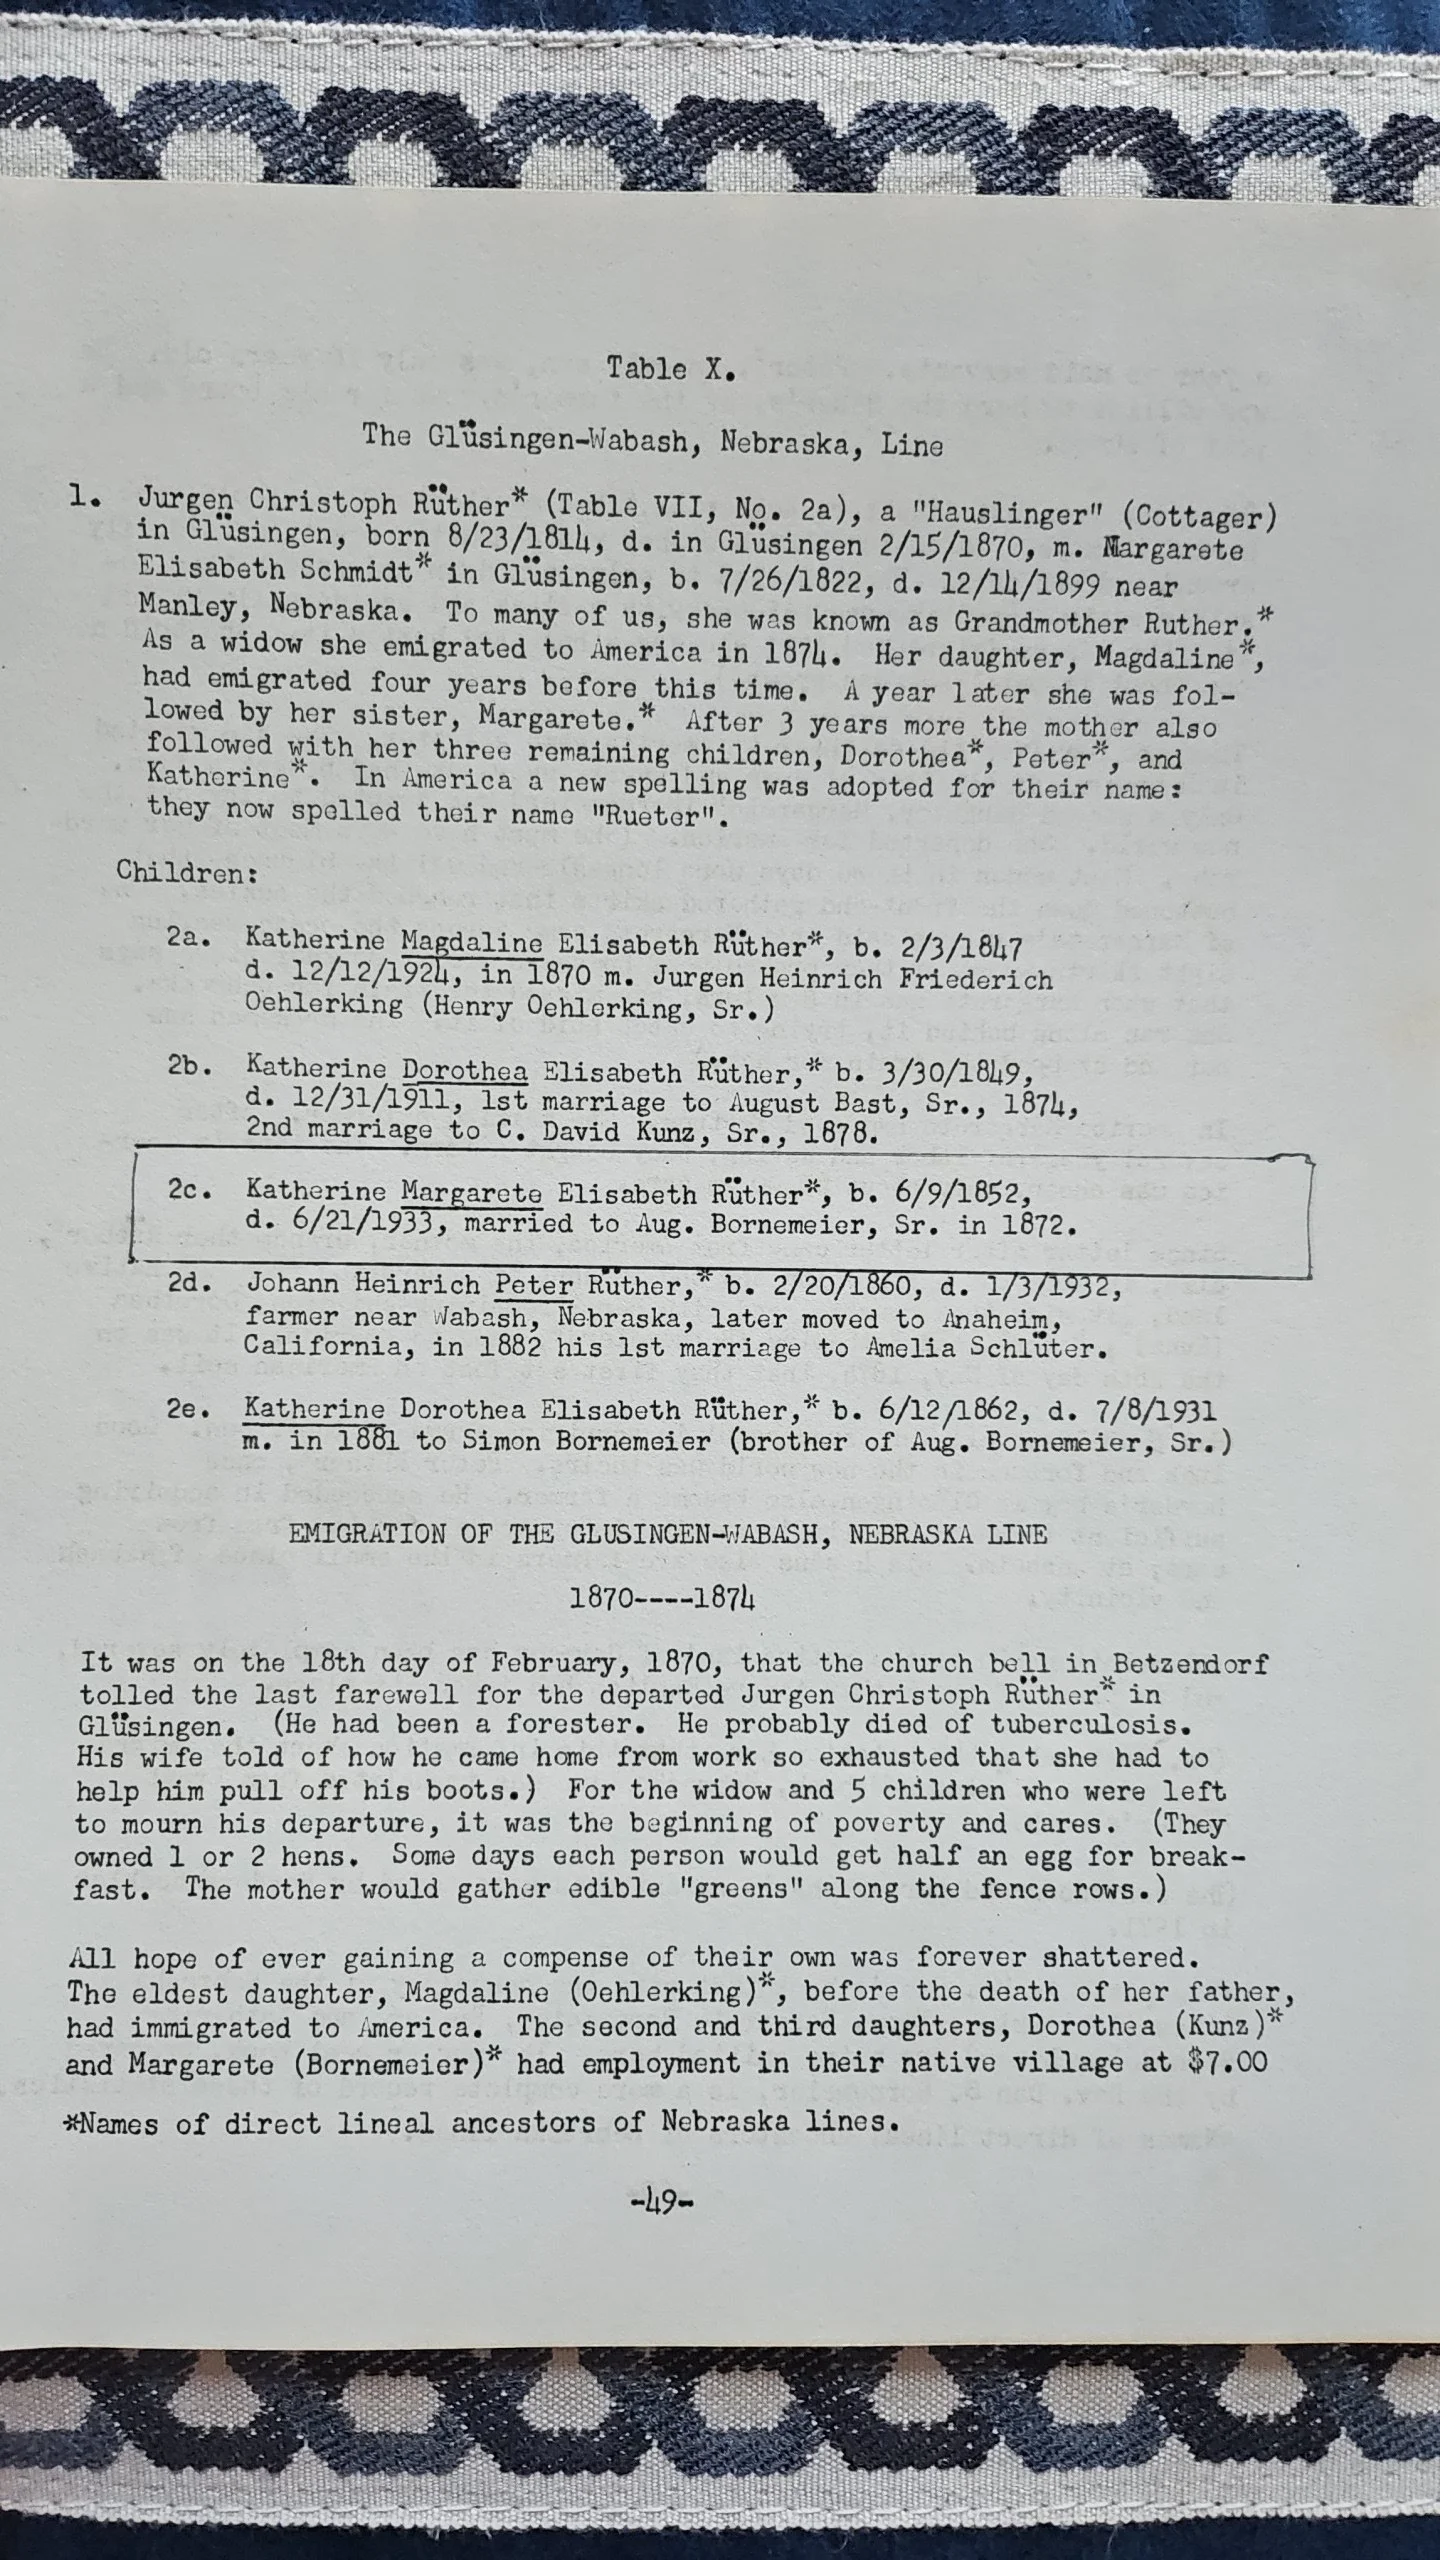 Table X.
The Glüsingen-Wabash, Nebraska, Line
1. Jurgen Christoph Rüther* (Table VII, No. 2a), a "Hauslinger" (Cottager)
in Glüsingen, born 8/23/1814, d. in Glüsingen 2/15/1870, m. Margarete
Elisabeth Schmidt* in Glüsingen, b. 7/26/1822, d. 12/14/1899 near
Manley, Nebraska. To many of us, she was known as Grandmother Ruther.*
As a widow she emigrated to America in 1874. Her daughter, Magdaline*,
had emigrated four years before this time. A year later she was fol-
lowed by her sister, Margarete.* After 3 years more the mother also
followed with her three remaining children, Dorothea*, Peter*, and
Katherine*. In America a new spelling was adopted for their name:
they now spelled their name "Rueter".
Children:
2a. Katherine Magdaline Elisabeth Rüther*, b. 2/3/1847
d. 12/12/1924, in 1870 m. Jurgen Heinrich Friederich
Oehlerking (Henry Oehlerking, Sr.)
2b. Katherine Dorothea Elisabeth Rüther,* b. 3/30/1849,
d. 12/31/1911, 1st marriage to August Bast, Sr., 1874,
2nd marriage to C. David Kunz, Sr., 1878.
2c. Katherine Margarete Elisabeth Rüther*, b. 6/9/1852,
d. 6/21/1933, married to Aug. Bornemeier, Sr. in 1872.
2d. Johann Heinrich Peter Rüther,* b. 2/20/1860, d. 1/3/1932,
farmer near Wabash, Nebraska, later moved to Anaheim,
California, in 1882 his 1st marriage to Amelia Schlüter.
2e. Katherine Dorothea Elisabeth Rüther,* b. 6/12/1862, d. 7/8/1931
m. in 1881 to Simon Bornemeier (brother of Aug. Bornemeier, Sr.)
EMIGRATION OF THE GLUSINGEN-WABASH, NEBRASKA LINE
1870----1874
It was on the 18th day of February, 1870, that the church bell in Betzendorf
tolled the last farewell for the departed Jurgen Christoph Rüther* in
Glüsingen. (He had been a forester. He probably died of tuberculosis.
His wife told of how he came home from work so exhausted that she had to
help him pull off his boots.) For the widow and 5 children who were left
to mourn his departure, it was the beginning of poverty and cares. (They
owned 1 or 2 hens. Some days each person would get half an egg for break-
fast. The mother would gather edible "greens" along the fence rows.)
All hope of ever gaining a compense of their own was forever shattered.
The eldest daughter, Magdaline (Oehlerking)*, before the death of her father,
had immigrated to America. The second and third daughters, Dorothea (Kunz)*
and Margarete (Bornemeier)* had employment in their native village at $7.00
*Names of direct lineal ancestors of Nebraska lines.
-49-